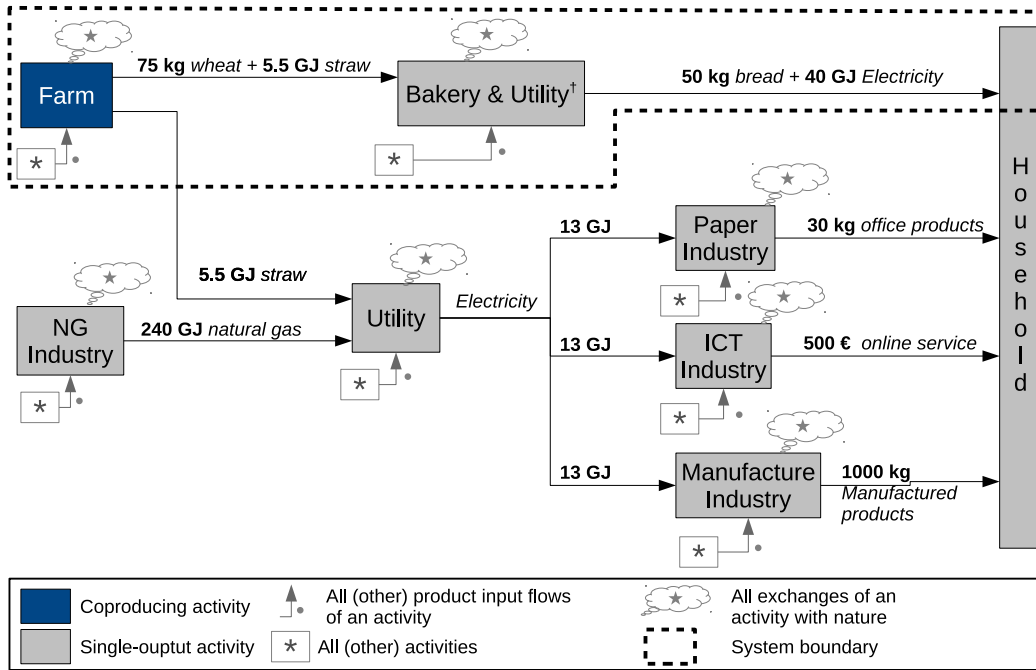 75 kg wheat + 5.5 GJ straw
50 kg bread + 40 GJ Electricity
Farm
Bakery & Utility†
*
*
Household
13 GJ
Paper
Industry
30 kg office products
5.5 GJ straw
*
NG
Industry
240 GJ natural gas
Utility
Electricity
13 GJ
ICT
Industry
500 € online service
*
*
*
13 GJ
Manufacture
Industry
1000 kg
Manufactured
products
*
Coproducing activity
All (other) product input flows
of an activity
All exchanges of an
activity with nature
Single-ouptut activity
*
All (other) activities
System boundary